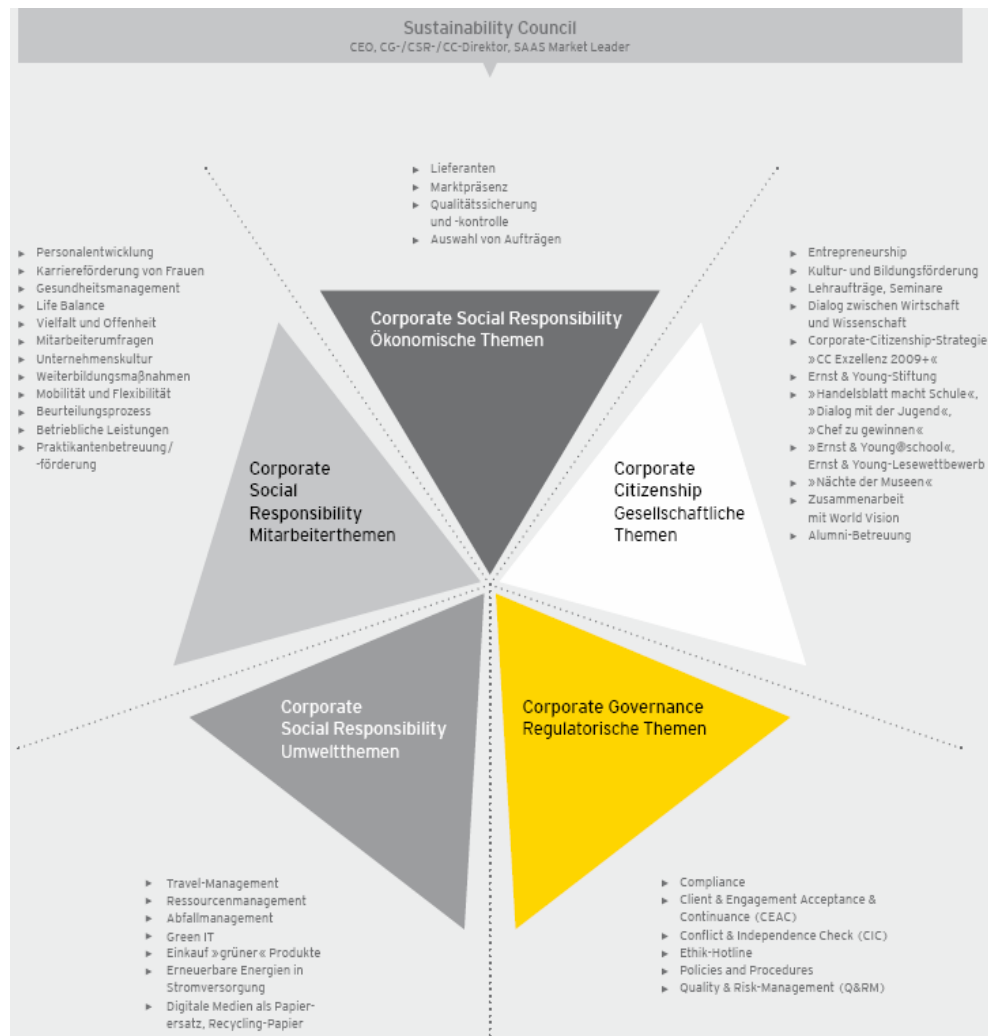 Sustainability Council
CEO, CG-/CSR-/CC-Direktor, SAAS Market Leader
► Lieferanten
► Marktpräsenz
► Qualitätssicherung
und -kontrolle
► Auswahl von Aufträgen
► Personalentwicklung
► Karriereförderung von Frauen
► Gesundheitsmanagement
► Life Balance
► Vielfalt und Offenheit
► Mitarbeiterumfragen
► Unternehmenskultur
► Weiterbildungsmaßnahmen
► Mobilität und Flexibilität
► Beurteilungsprozess
► Betriebliche Leistungen
► Praktikantenbetreuung/
-förderung
► Entrepreneurship
► Kultur- und Bildungsförderung
► Lehraufträge, Seminare
► Dialog zwischen Wirtschaft
und Wissenschaft
► Corporate-Citizenship-Strategie
»CC Exzellenz 2009+«
► Ernst & Young-Stiftung
► »Handelsblatt macht Schule«,
»Dialog mit der Jugend«,
»Chef zu gewinnen«
► »Ernst & Young@school«,
Ernst & Young-Lesewettbewerb
► »Nächte der Museen«
► Zusammenarbeit
mit World Vision
► Alumni-Betreuung
Corporate Social Responsibility
Ökonomische Themen
Corporate
Social
Responsibility
Mitarbeiterthemen
Corporate
Citizenship
Gesellschaftliche
Themen
Corporate
Social Responsibility
Umweltthemen
Corporate Governance
Regulatorische Themen
► Travel-Management
► Ressourcenmanagement
► Abfallmanagement
► Green IT
► Einkauf »grüner« Produkte
► Erneuerbare Energien in
Stromversorgung
► Digitale Medien als Papier-
ersatz, Recycling-Papier
► Compliance
► Client & Engagement Acceptance &
Continuance (CEAC)
► Conflict & Independence Check (CIC)
► Ethik-Hotline
► Policies and Procedures
► Quality & Risk-Management (Q&RM)